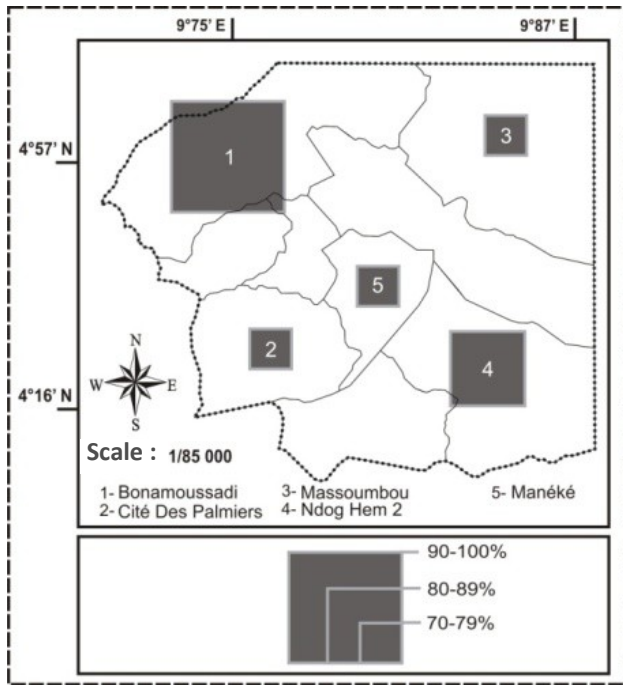 9°75’ E 9°87’ E
4°57’ N
1
3
5
2
4
N
W E
S
4°16’ N
Scale : 1/85 000
1- Bonamoussadi 3- Massoumbou 5- Manéké
2- Cité Des Palmiers 4- Ndog Hem 2
90-100%
80-89%
70-79%